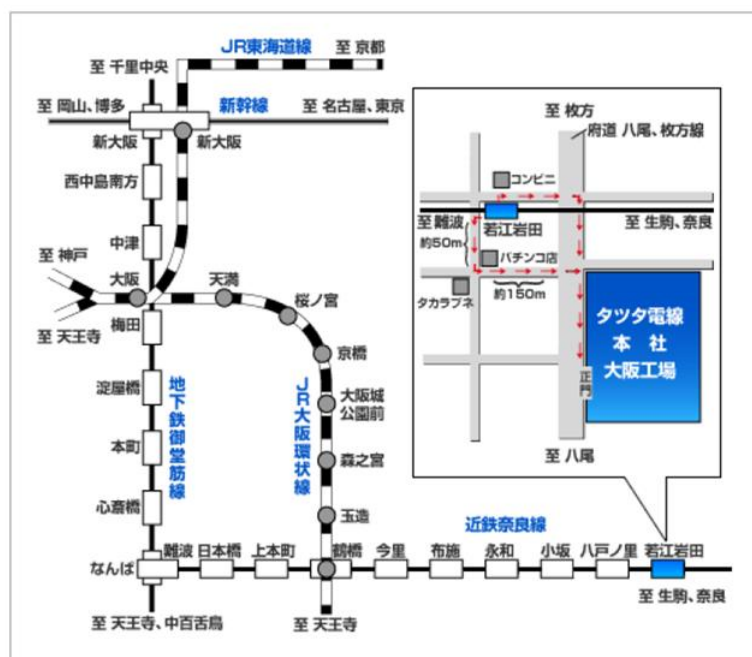 JR東海道線
至 京都
至 千里中央
至 岡山、博多
新幹線
至 名古屋、東京
新大阪
新大阪
西中島南方
中津
至 神戸
大阪
天満
至 天王寺
梅田
桜ノ宮
京橋
淀屋橋
地下鉄御堂筋線
JR大阪環状線
大阪城
公園前
本町
森之宮
心斎橋
玉造
近鉄奈良線
なんば
難波
日本橋
上本町
鶴橋
今里
布施
永和
小坂
八戸ノ里
若江岩田
至 生駒、奈良
至 天王寺、中百舌鳥
至 天王寺
至 枚方
府道 八尾、枚方線
コンビニ
至 難波
若江岩田
至 生駒、奈良
約50m
パチンコ店
約150m
タカラブネ
タツタ電線
本 社
大阪工場
正門
至 八尾